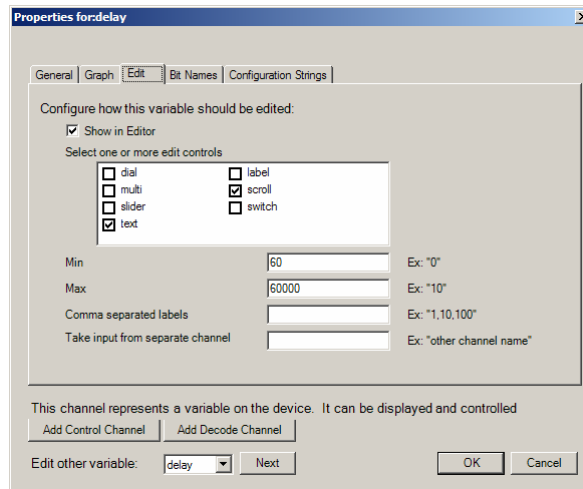 Properties for:delay
General Graph Edit Bit Names Configuration Strings
Configure how this variable should be edited:
Show in Editor
Select one or more edit controls
dial label
multi scroll
slider switch
text
Min 60 Ex: "0"
Max 60000 Ex: "10"
Comma separated labels Ex: "1,10,100"
Take input from separate channel Ex: "other channel name"
This channel represents a variable on the device. It can be displayed and controlled
Add Control Channel Add Decode Channel
Edit other variable: delay Next OK Cancel